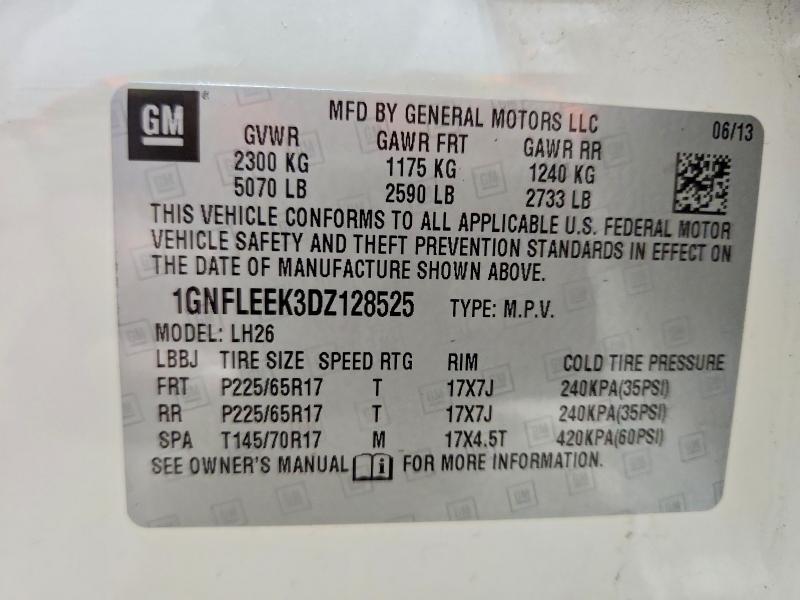 GM
MFD BY GENERAL MOTORS LLC 06/13
GVWR GAWR FRT GAWR RR
2300 KG 1175 KG 1240 KG
5070 LB 2590 LB 2733 LB
THIS VEHICLE CONFORMS TO ALL APPLICABLE U.S. FEDERAL MOTOR
VEHICLE SAFETY AND THEFT PREVENTION STANDARDS IN EFFECT ON
THE DATE OF MANUFACTURE SHOWN ABOVE.
1GNFLEEK3DZ128525 TYPE: M.P.V.
MODEL: LH26
LBBJ TIRE SIZE SPEED RTG RIM COLD TIRE PRESSURE
FRT P225/65R17 T 17X7J 240KPA(35PSI)
RR P225/65R17 T 17X7J 240KPA(35PSI)
SPA T145/70R17 M 17X4.5T 420KPA(60PSI)
SEE OWNER'S MANUAL FOR MORE INFORMATION.